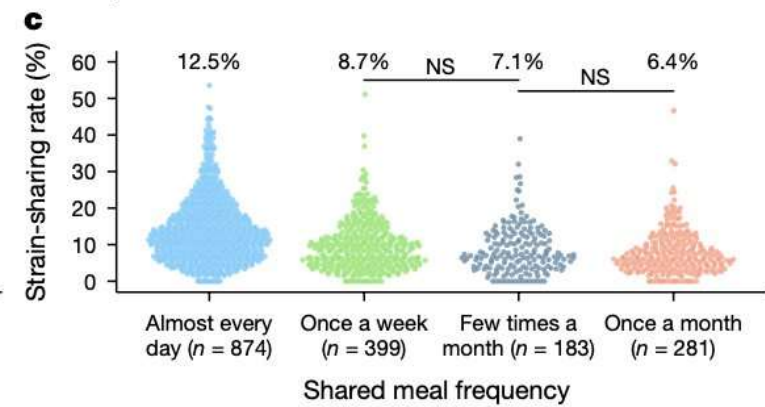 c
Strain-sharing rate (%)
60
50
40
30
20
10
0
12.5%
8.7%
NS
7.1%
NS
6.4%
Almost every
day (n = 874)
Once a week
(n = 399)
Few times a
month (n = 183)
Once a month
(n = 281)
Shared meal frequency